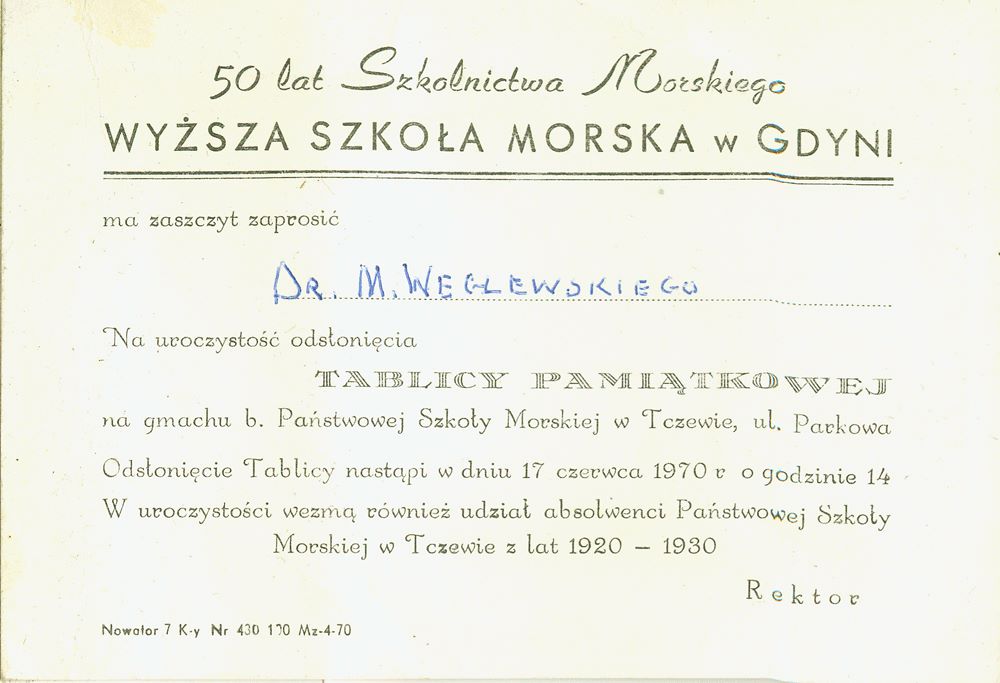 50 lat Szkolnictwa Morskiego
WYŻSZA SZKOŁA MORSKA w GDYNI
ma zaszczyt zaprosić
DR. M. WEGLEWSKIEGO
Na uroczystość odsłonięcia
TABLICY PAMIĄTKOWEJ
na gmachu b. Państwowej Szkoły Morskiej w Tczewie, ul. Parkowa
Odsłonięcie Tablicy nastąpi w dniu 17 czerwca 1970 r o godzinie 14
W uroczystości wezmą również udział absolwenci Państwowej Szkoły
Morskiej w Tczewie z lat 1920 – 1930
Rektor
Nowator 7 K-y Nr 430 Mz-4-70